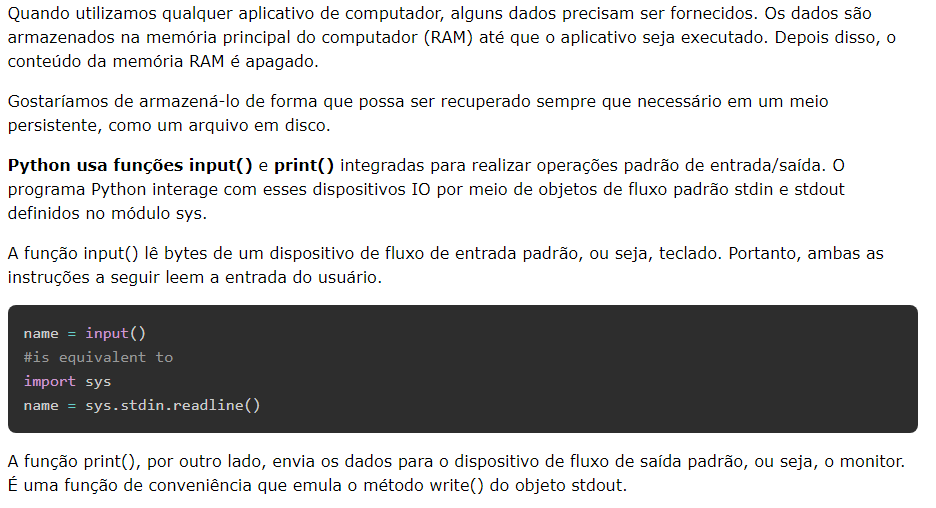 Quando utilizamos qualquer aplicativo de computador, alguns dados precisam ser fornecidos. Os dados são
armazenados na memória principal do computador (RAM) até que o aplicativo seja executado. Depois disso, o
conteúdo da memória RAM é apagado.
Gostaríamos de armazená-lo de forma que possa ser recuperado sempre que necessário em um meio
persistente, como um arquivo em disco.
Python usa funções input() e print() integradas para realizar operações padrão de entrada/saída. O
programa Python interage com esses dispositivos IO por meio de objetos de fluxo padrão stdin e stdout
definidos no módulo sys.
A função input() lê bytes de um dispositivo de fluxo de entrada padrão, ou seja, teclado. Portanto, ambas as
instruções a seguir leem a entrada do usuário.
name = input()
#is equivalent to
import sys
name = sys.stdin.readline()
A função print(), por outro lado, envia os dados para o dispositivo de fluxo de saída padrão, ou seja, o monitor.
É uma função de conveniência que emula o método write() do objeto stdout.